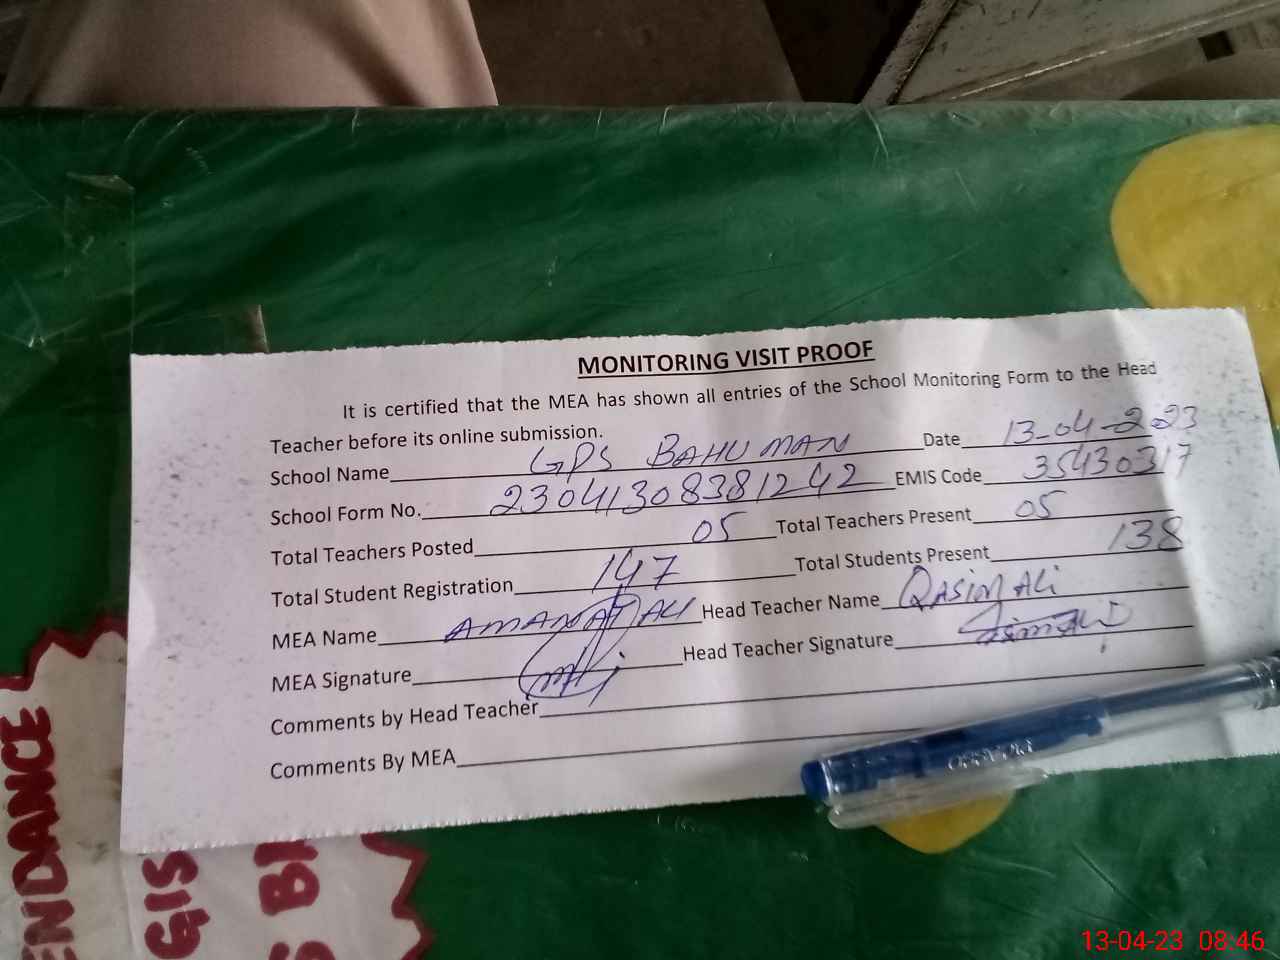 MONITORING VISIT PROOF
It is certified that the MEA has shown all entries of the School Monitoring Form to the Head
Teacher before its online submission.
School Name GPS BAHUMAN Date 13-04-2023
School Form No. 23041308381242 EMIS Code 35430317
Total Teachers Posted 05 Total Teachers Present 05
Total Student Registration 147 Total Students Present 138
MEA Name AMANAT ALI Head Teacher Name QASIM ALI
MEA Signature Head Teacher Signature
Comments by Head Teacher
Comments By MEA
ENDANCE
GIS
13-04-23 08:46